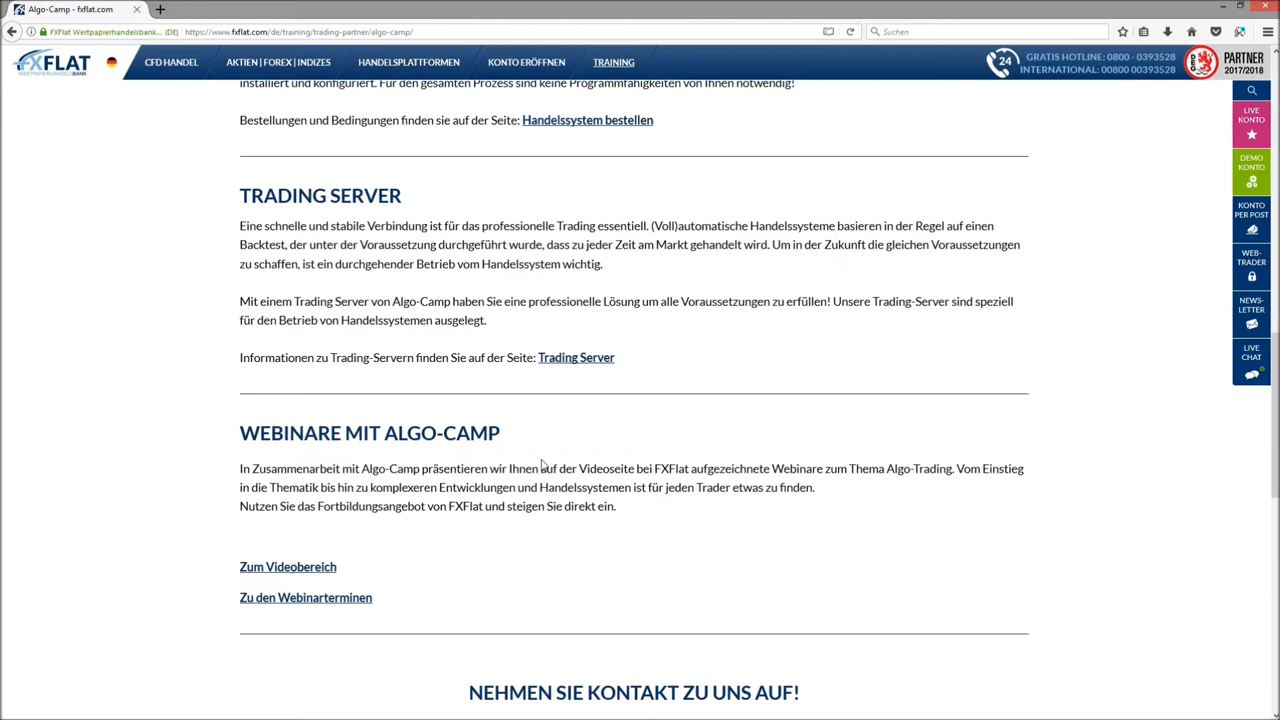 Algo-Camp - fxflat.com
FXFlat Wertpapierhandelsbank... (DE)
https://www.fxflat.com/de/training/trading-partner/algo-camp/
Suchen
FXFLAT
WERTPAPIERHANDELSBANK
CFD HANDEL
AKTIEN | FOREX | INDIZES
HANDELSPLATTFORMEN
KONTO ERÖFFNEN
TRAINING
24
GRATIS HOTLINE: 0800 - 0393528
INTERNATIONAL: 00800 00393528
DEG
PARTNER
2017/2018
installiert und konfiguriert. Für den gesamten Prozess sind keine Programmfähigkeiten von Ihnen notwendig!
Bestellungen und Bedingungen finden sie auf der Seite: Handelssystem bestellen
TRADING SERVER
Eine schnelle und stabile Verbindung ist für das professionelle Trading essentiell. (Voll)automatische Handelssysteme basieren in der Regel auf einen
Backtest, der unter der Voraussetzung durchgeführt wurde, dass zu jeder Zeit am Markt gehandelt wird. Um in der Zukunft die gleichen Voraussetzungen
zu schaffen, ist ein durchgehender Betrieb vom Handelssystem wichtig.
Mit einem Trading Server von Algo-Camp haben Sie eine professionelle Lösung um alle Voraussetzungen zu erfüllen! Unsere Trading-Server sind speziell
für den Betrieb von Handelssystemen ausgelegt.
Informationen zu Trading-Servern finden Sie auf der Seite: Trading Server
WEBINARE MIT ALGO-CAMP
In Zusammenarbeit mit Algo-Camp präsentieren wir Ihnen auf der Videoseite bei FXFlat aufgezeichnete Webinare zum Thema Algo-Trading. Vom Einstieg
in die Thematik bis hin zu komplexeren Entwicklungen und Handelssystemen ist für jeden Trader etwas zu finden.
Nutzen Sie das Fortbildungsangebot von FXFlat und steigen Sie direkt ein.
Zum Videobereich
Zu den Webinarterminen
NEHMEN SIE KONTAKT ZU UNS AUF!
LIVE
KONTO
DEMO
KONTO
KONTO
PER POST
WEB-
TRADER
NEWS-
LETTER
LIVE
CHAT